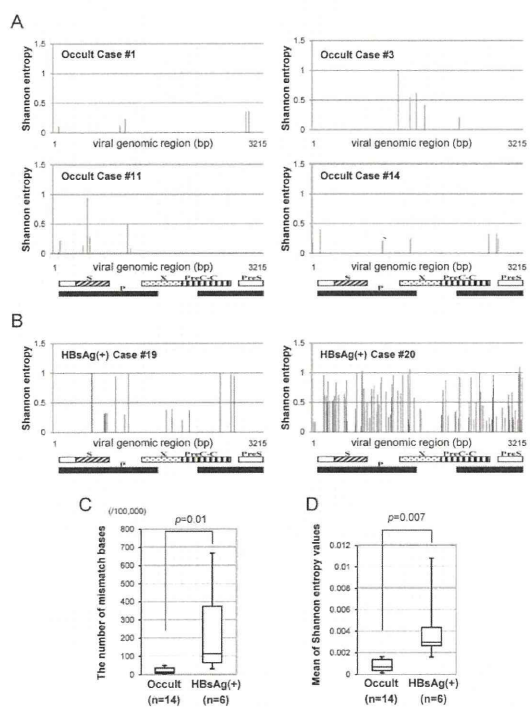 A
Occult Case #1
Occult Case #3
Shannon entropy
1.5
1
0.5
0
1
viral genomic region (bp)
3215
Shannon entropy
1.5
1
0.5
0
1
viral genomic region (bp)
3215
Occult Case #11
Occult Case #14
Shannon entropy
1.5
1
0.5
0
1
viral genomic region (bp)
3215
S
P
X
PreC-C
PreS
Shannon entropy
1.5
1
0.5
0
1
viral genomic region (bp)
3215
S
P
X
PreC-C
PreS
B
HBsAg(+) Case #19
HBsAg(+) Case #20
Shannon entropy
1.5
1
0.5
0
1
viral genomic region (bp)
3215
S
P
X
PreC-C
PreS
Shannon entropy
1.5
1
0.5
0
1
viral genomic region (bp)
3215
S
P
X
PreC-C
PreS
C
(/100,000)
p=0.01
The number of mismatch bases
800
700
600
500
400
300
200
100
0
Occult
(n=14)
HBsAg(+)
(n=6)
D
p=0.007
Mean of Shannon entropy values
0.012
0.01
0.008
0.006
0.004
0.002
0
Occult
(n=14)
HBsAg(+)
(n=6)